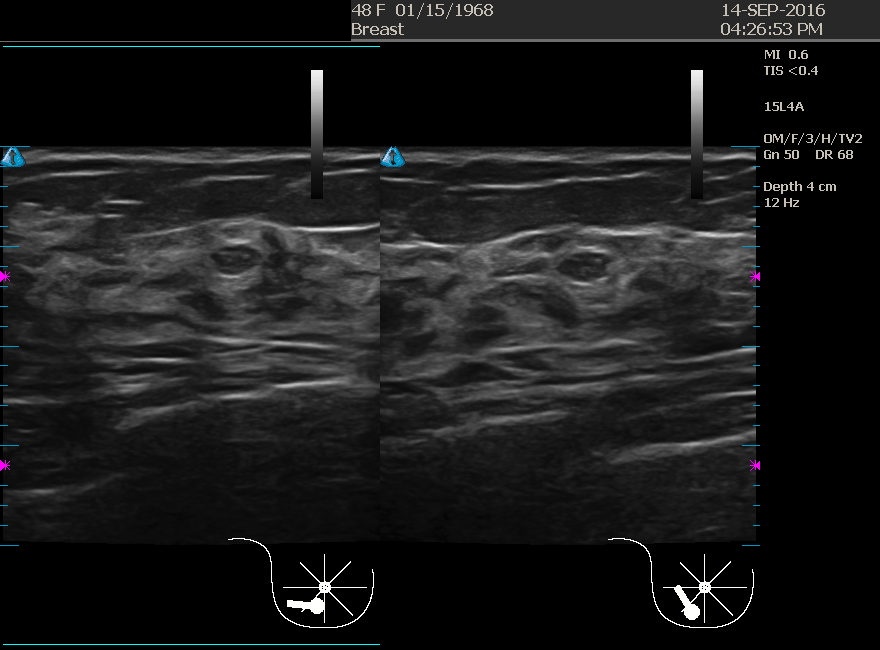 48 F 01/15/1968
14-SEP-2016
Breast
04:26:53 PM
MI 0.6
TIS <0.4
15L4A
OM/F/3/H/TV2
Gn 50 DR 68
Depth 4 cm
12 Hz